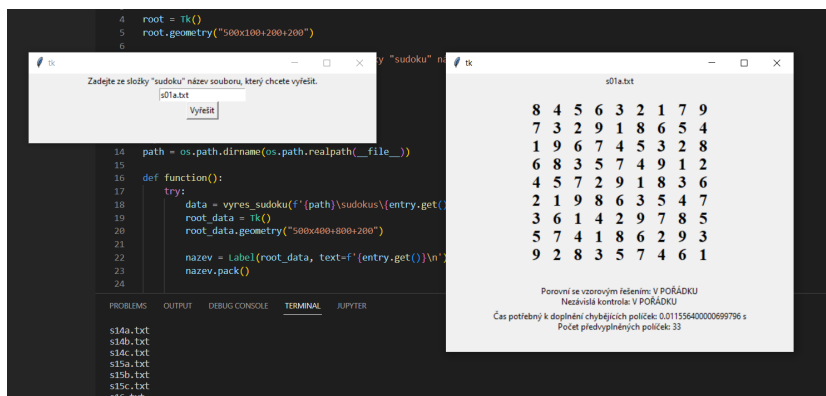 4 root = Tk()
5 root.geometry("500x100+200+200")
6
tk
y "sudoku" ná
Zadejte ze složky "sudoku" název souboru, který chcete vyřešit.
s01a.txt
Vyřešit
14 path = os.path.dirname(os.path.realpath(__file__))
15
16 def function():
17 try:
18 data = vyres_sudoku(f'{path}\sudokus\{entry.get()
19 root_data = Tk()
20 root_data.geometry("500x400+800+200")
21
22 nazev = Label(root_data, text=f'{entry.get()}\n')
23 nazev.pack()
24
PROBLEMS OUTPUT DEBUG CONSOLE TERMINAL JUPYTER
s14a.txt
s14b.txt
s14c.txt
s15a.txt
s15b.txt
s15c.txt
tk
s01a.txt
8 4 5 6 3 2 1 7 9
7 3 2 9 1 8 6 5 4
1 9 6 7 4 5 3 2 8
6 8 3 5 7 4 9 1 2
4 5 7 2 9 1 8 3 6
2 1 9 8 6 3 5 4 7
3 6 1 4 2 9 7 8 5
5 7 4 1 8 6 2 9 3
9 2 8 3 5 7 4 6 1
Porovní se vzorovým řešením: V POŘÁDKU
Nezávislá kontrola: V POŘÁDKU
Čas potřebný k doplnění chybějících políček: 0.011556400000699796 s
Počet předvyplněných políček: 33